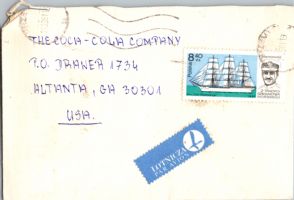 THE COCA-COLA COMPANY
P.O. DRAWER 1734
ATLANTA, GA 30301
USA.
8 40
LOTNICZA
PAR AVION